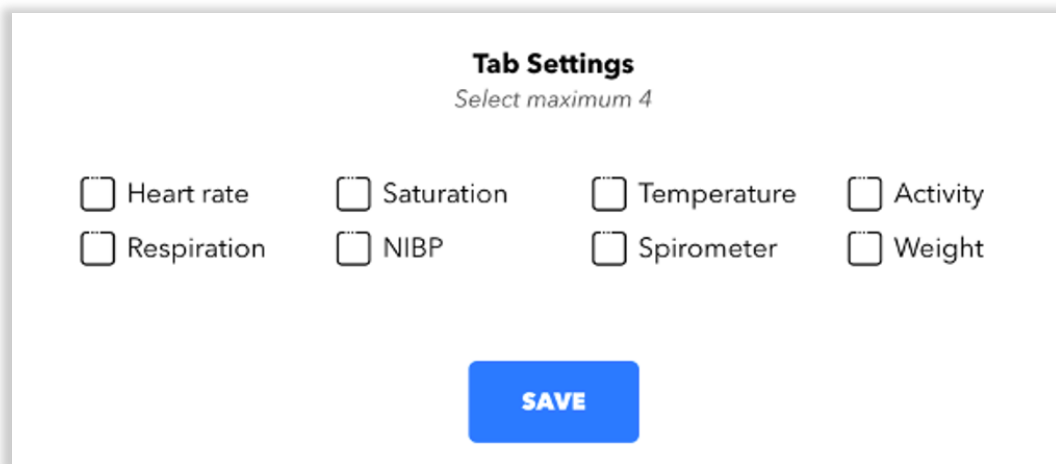 Tab Settings
Select maximum 4
Heart rate Saturation Temperature Activity
Respiration NIBP Spirometer Weight
SAVE